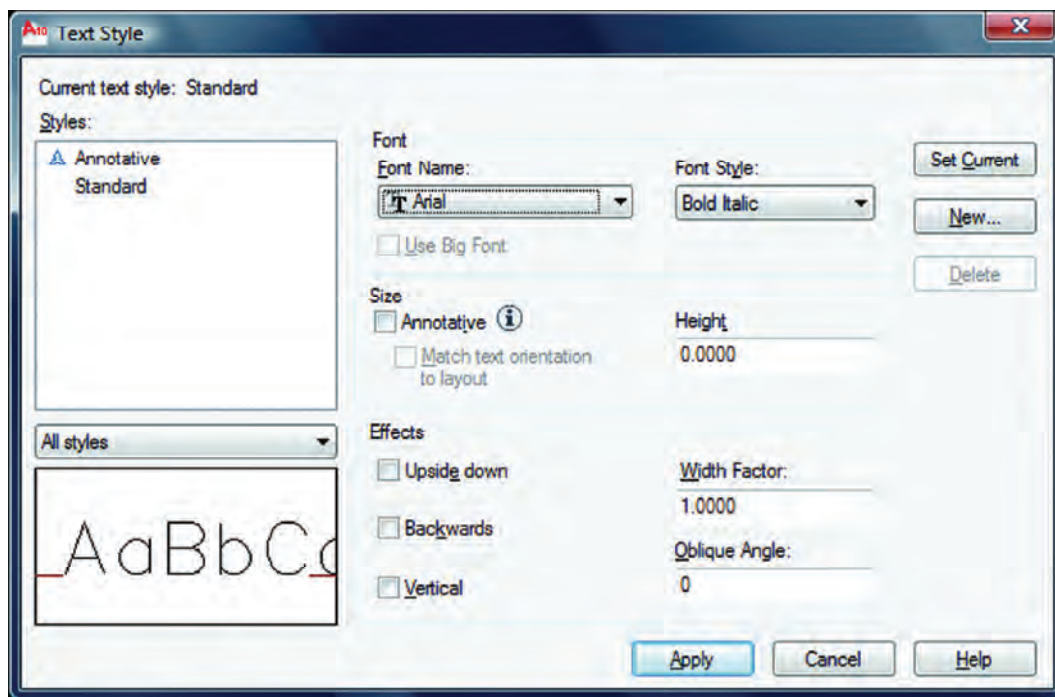 A10 Text Style
Current text style: Standard
Styles:
Annotative
Standard
All styles
AaBbCc
Font
Font Name:
Arial
Use Big Font
Font Style:
Bold Italic
Size
Annotative
Match text orientation
to layout
Height
0.0000
Effects
Upside down
Backwards
Vertical
Width Factor:
1.0000
Oblique Angle:
0
Set Current
New...
Delete
Apply
Cancel
Help